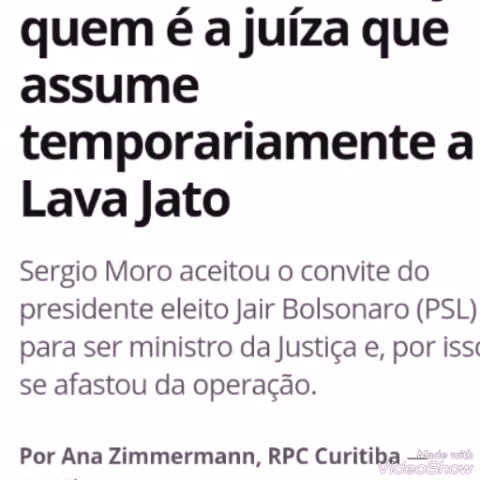 quem é a juíza que
assume
temporariamente a
Lava Jato
Sergio Moro aceitou o convite do
presidente eleito Jair Bolsonaro (PSL)
para ser ministro da Justiça e, por isso
se afastou da operação.
Por Ana Zimmermann, RPC Curitiba —
Made with
VideoShow